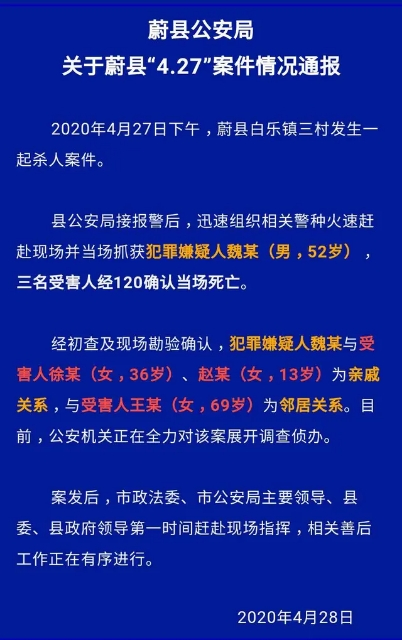 蔚县公安局
关于蔚县“4.27”案件情况通报
2020年4月27日下午，蔚县白乐镇三村发生一
起杀人案件。
县公安局接报警后，迅速组织相关警种火速赶
赴现场并当场抓获犯罪嫌疑人魏某（男，52岁），
三名受害人经120确认当场死亡。
经初查及现场勘验确认，犯罪嫌疑人魏某与受
害人徐某（女，36岁）、赵某（女，13岁）为亲戚
关系，与受害人王某（女，69岁）为邻居关系。目
前，公安机关正在全力对该案展开调查侦办。
案发后，市政法委、市公安局主要领导、县
委、县政府领导第一时间赶赴现场指挥，相关善后
工作正在有序进行。
2020年4月28日